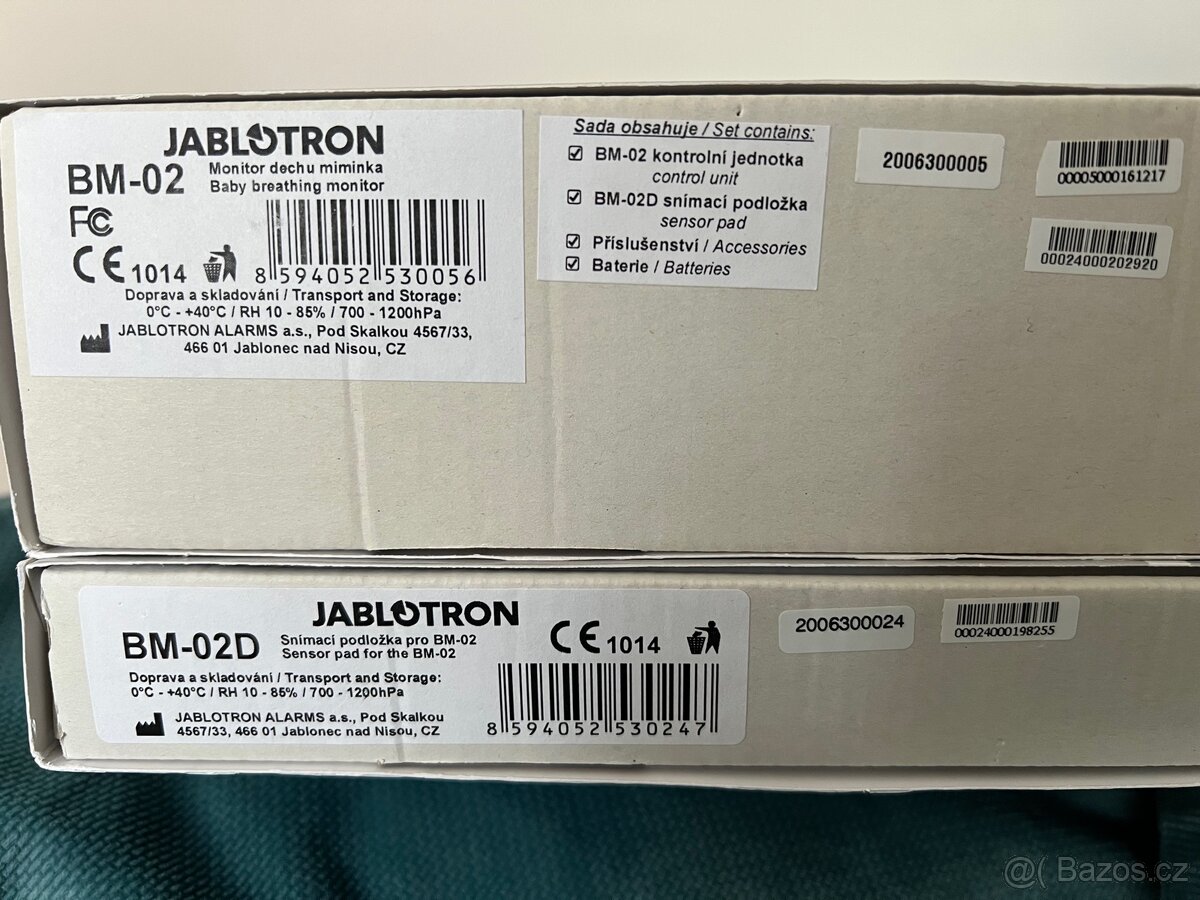 JABLOTRON
BM-02
Monitor dechu miminka
Baby breathing monitor
FC
CE 1014
8 594052 530056
Doprava a skladování / Transport and Storage:
0°C - +40°C / RH 10 - 85% / 700 - 1200hPa
JABLOTRON ALARMS a.s., Pod Skalkou 4567/33,
466 01 Jablonec nad Nisou, CZ
Sada obsahuje / Set contains:
BM-02 kontrolní jednotka
control unit
BM-02D snímací podložka
sensor pad
Příslušenství / Accessories
Baterie / Batteries
2006300005
00005000161217
00024000202920
JABLOTRON
BM-02D
Snímací podložka pro BM-02
Sensor pad for the BM-02
CE 1014
Doprava a skladování / Transport and Storage:
0°C - +40°C / RH 10 - 85% / 700 - 1200hPa
JABLOTRON ALARMS a.s., Pod Skalkou
4567/33, 466 01 Jablonec nad Nisou, CZ
8 594052 530247
2006300024
00024000198255
@( Bazos.cz